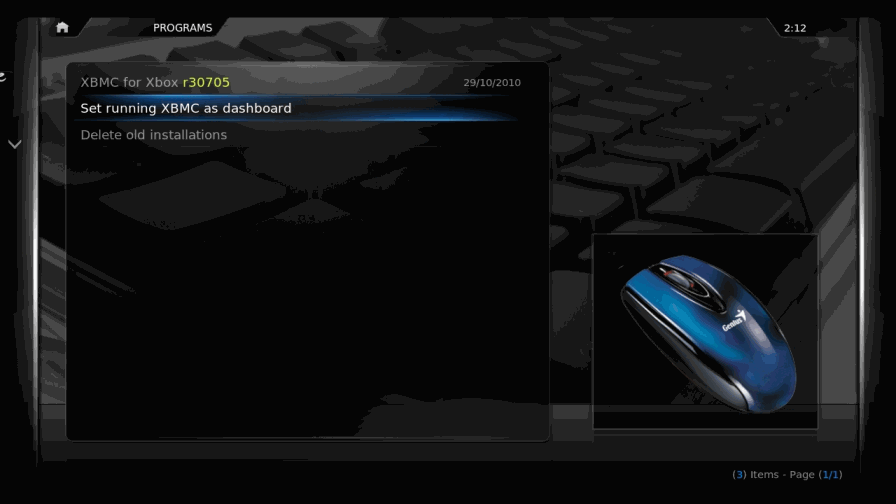 PROGRAMS
2:12
XBMC for Xbox r30705
29/10/2010
Set running XBMC as dashboard
Delete old installations
Genius
(3) Items - Page (1/1)